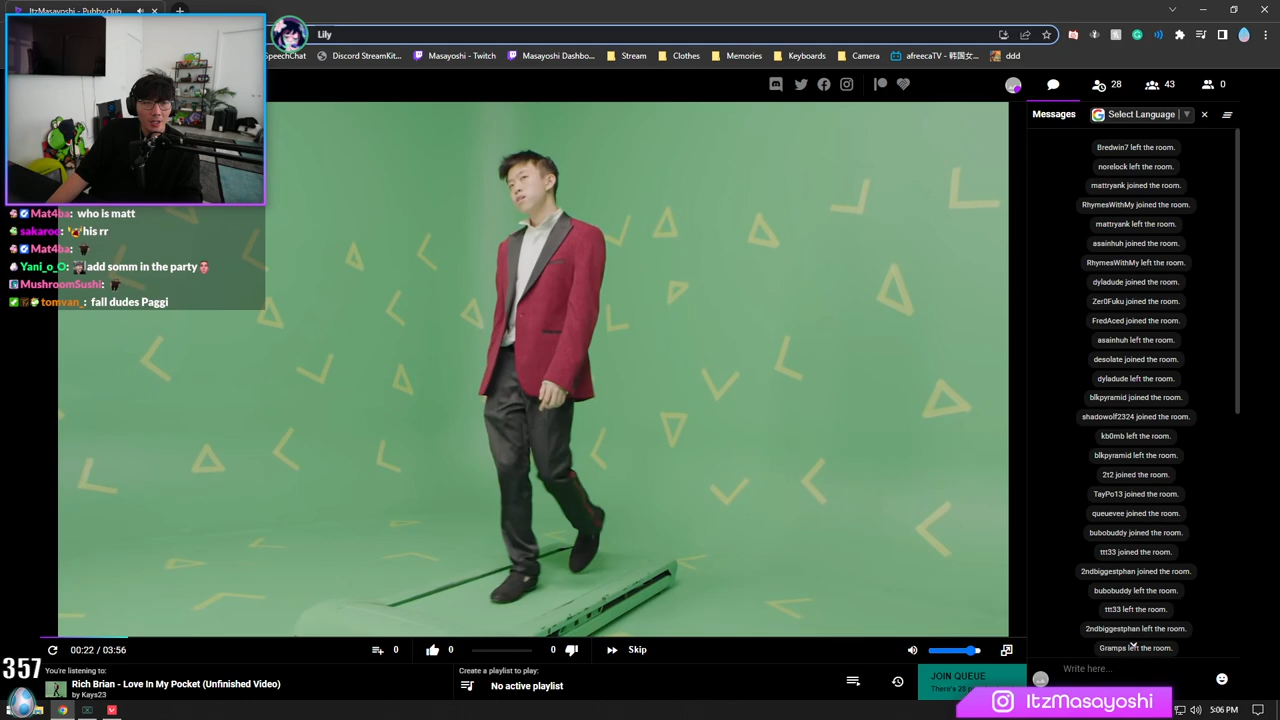 ItzMasayoshi - Pubby.club
Lily
SpeechChat
Discord StreamKit...
Masayoshi - Twitch
Masayoshi Dashbo...
Stream
Clothes
Memories
Keyboards
Camera
afreecaTV - 韩国女...
ddd
28
43
0
Messages
Select Language
Bredwin7 left the room.
norelock left the room.
mattryank joined the room.
RhymesWithMy joined the room.
mattryank left the room.
asainhuh joined the room.
RhymesWithMy left the room.
dyladude joined the room.
Zer0Fuku joined the room.
FredAced joined the room.
asainhuh left the room.
desolate joined the room.
dyladude left the room.
blkpyramid joined the room.
shadowolf2324 joined the room.
kb0mb left the room.
blkpyramid left the room.
2t2 joined the room.
TayPo13 joined the room.
queuevee joined the room.
bubobuddy joined the room.
ttt33 joined the room.
2ndbiggestphan joined the room.
bubobuddy left the room.
ttt33 left the room.
2ndbiggestphan left the room.
Gramps left the room.
Write here...
Mat4ba: who is matt
sakaroo: his rr
Mat4ba:
Yani_o_O: add somm in the party
MushroomSushi:
tomvan_: fall dudes Paggi
00:22 / 03:56
0
0
Skip
357
You're listening to:
Rich Brian - Love In My Pocket (Unfinished Video)
by Kays23
Create a playlist to play:
No active playlist
JOIN QUEUE
There's 28
ItzMasayoshi
5:06 PM